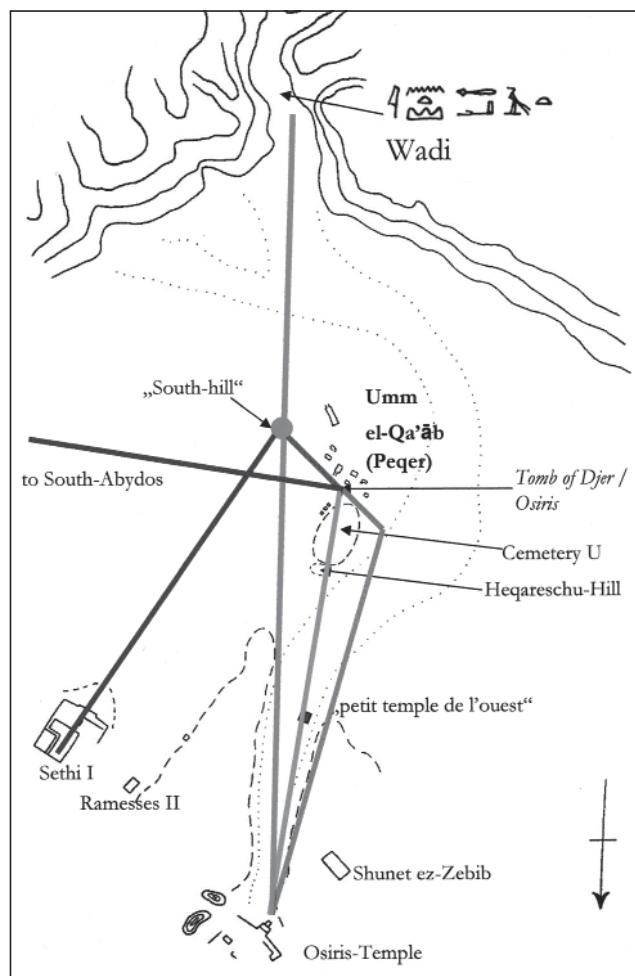 Wadi
„South-hill“
Umm
el-Qa’āb
(Peqer)
to South-Abydos
Tomb of Djer /
Osiris
Cemetery U
Heqareschu-Hill
„petit temple de l’ouest“
Sethi I
Ramesses II
Shunet ez-Zebib
Osiris-Temple